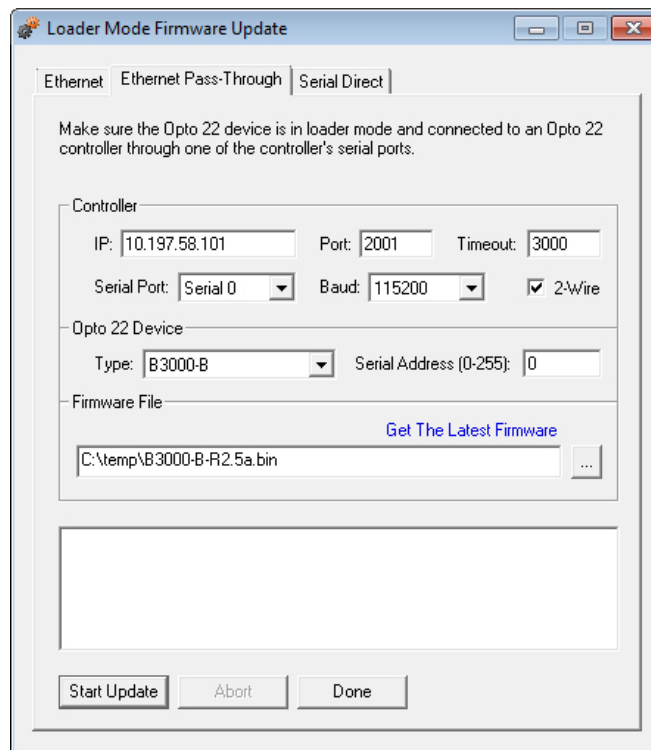 Loader Mode Firmware Update
Ethernet Ethernet Pass-Through Serial Direct
Make sure the Opto 22 device is in loader mode and connected to an Opto 22
controller through one of the controller's serial ports.
Controller
IP: 10.197.58.101 Port: 2001 Timeout: 3000
Serial Port: Serial 0 Baud: 115200 2-Wire
Opto 22 Device
Type: B3000-B Serial Address (0-255): 0
Firmware File
Get The Latest Firmware
C:\temp\B3000-B-R2.5a.bin ...
Start Update Abort Done